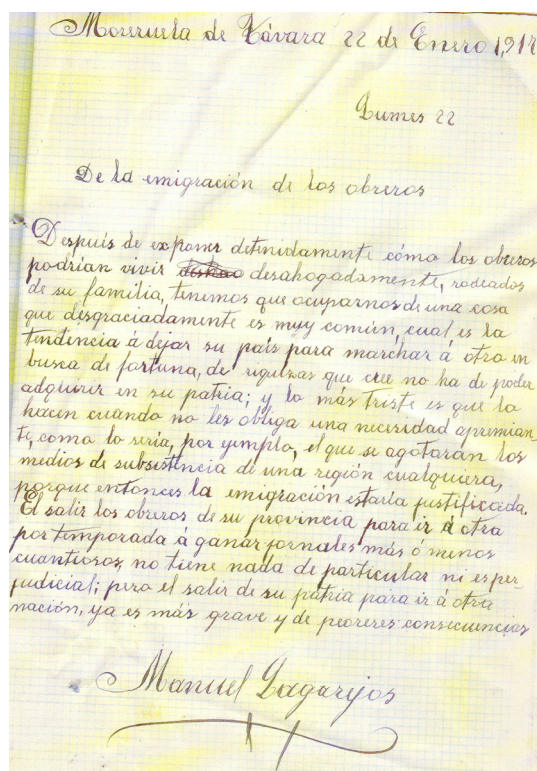 Moreruela de Távara 22 de Enero 1,917
Lunes 22
De la emigración de los obreros
Después de exponer detinidamente cómo los obreros
podrían vivir desahogadamente, rodeados
de su familia, tenemos que ocuparnos de una cosa
que desgraciadamente es muy común, cual es la
tendencia á dejar su país para marchar á otro en
busca de fortuna, de riquezas que cree no ha de poder
adquirir en su patria; y lo más triste es que lo
hacen cuando no les obliga una necesidad apremian-
te, como lo sería, por ejemplo, el que se agotarán los
medios de subsistencia de una región cualquiera,
porque entonces la emigración estaría justificada.
El salir los obreros de su provincia para ir á otra
por temporada á ganar jornales más ó menos
cuantiosos, no tiene nada de particular ni es per
judicial; pero el salir de su patria para ir á otra
nación, ya es más grave y de peoreres consecuencias
Manuel Lagarejos